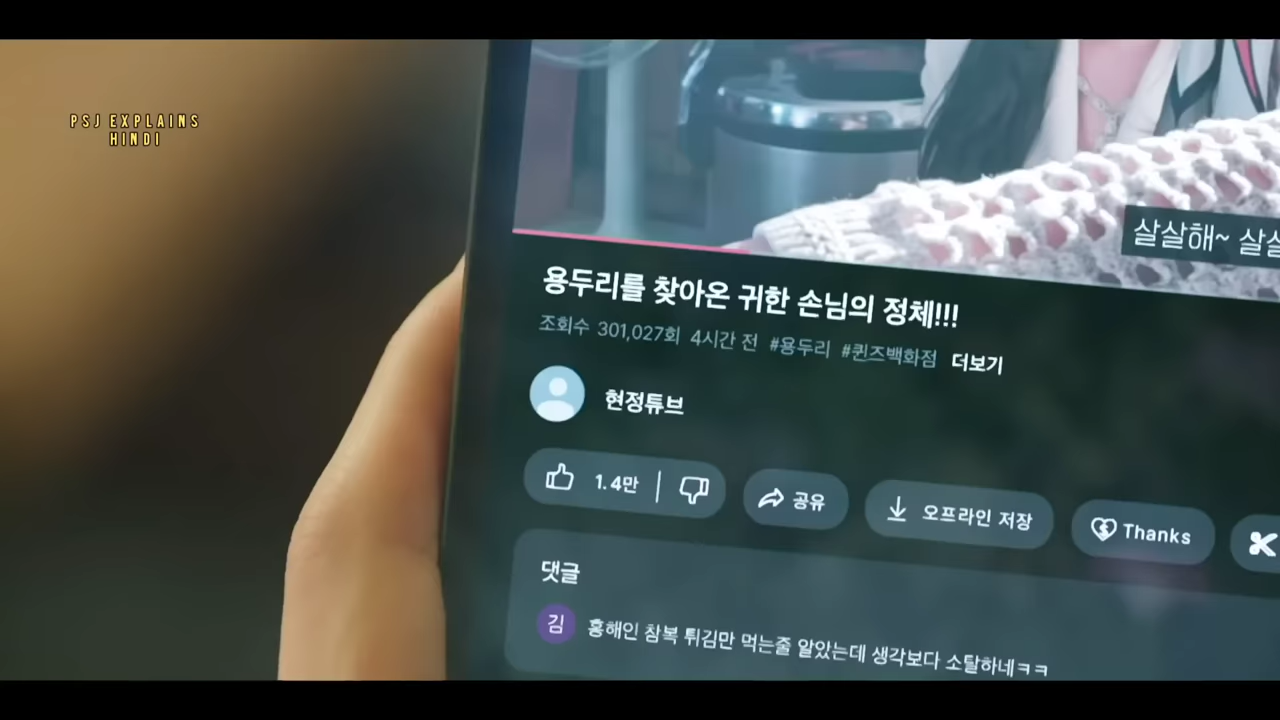 PSJ EXPLAINS
HINDI
살살해~
용두리를 찾아온 귀한 손님의 정체!!!
조회수 301,027회 4시간 전 #용두리 #퀸즈백화점 더보기
현정튜브
1.4만 공유 오프라인 저장 Thanks
댓글
김 홍해인 참복 튀김만 먹는줄 알았는데 생각보다 소탈하네ㅋㅋ